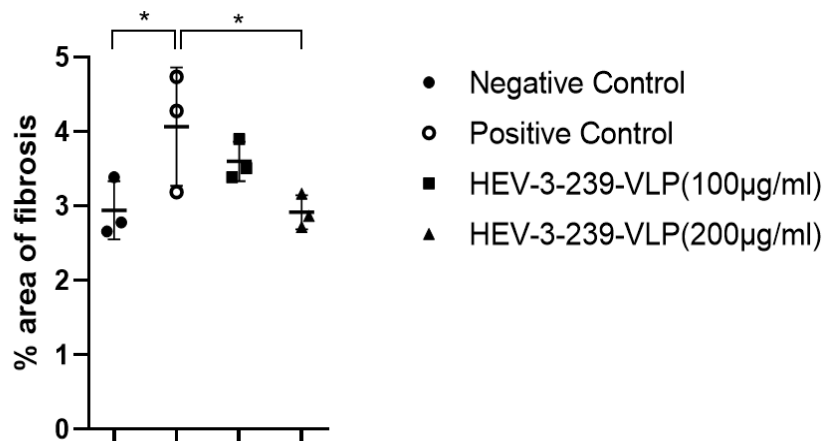 * *
5
4
3
2
1
0
% area of fibrosis
Negative Control
Positive Control
HEV-3-239-VLP(100µg/ml)
HEV-3-239-VLP(200µg/ml)